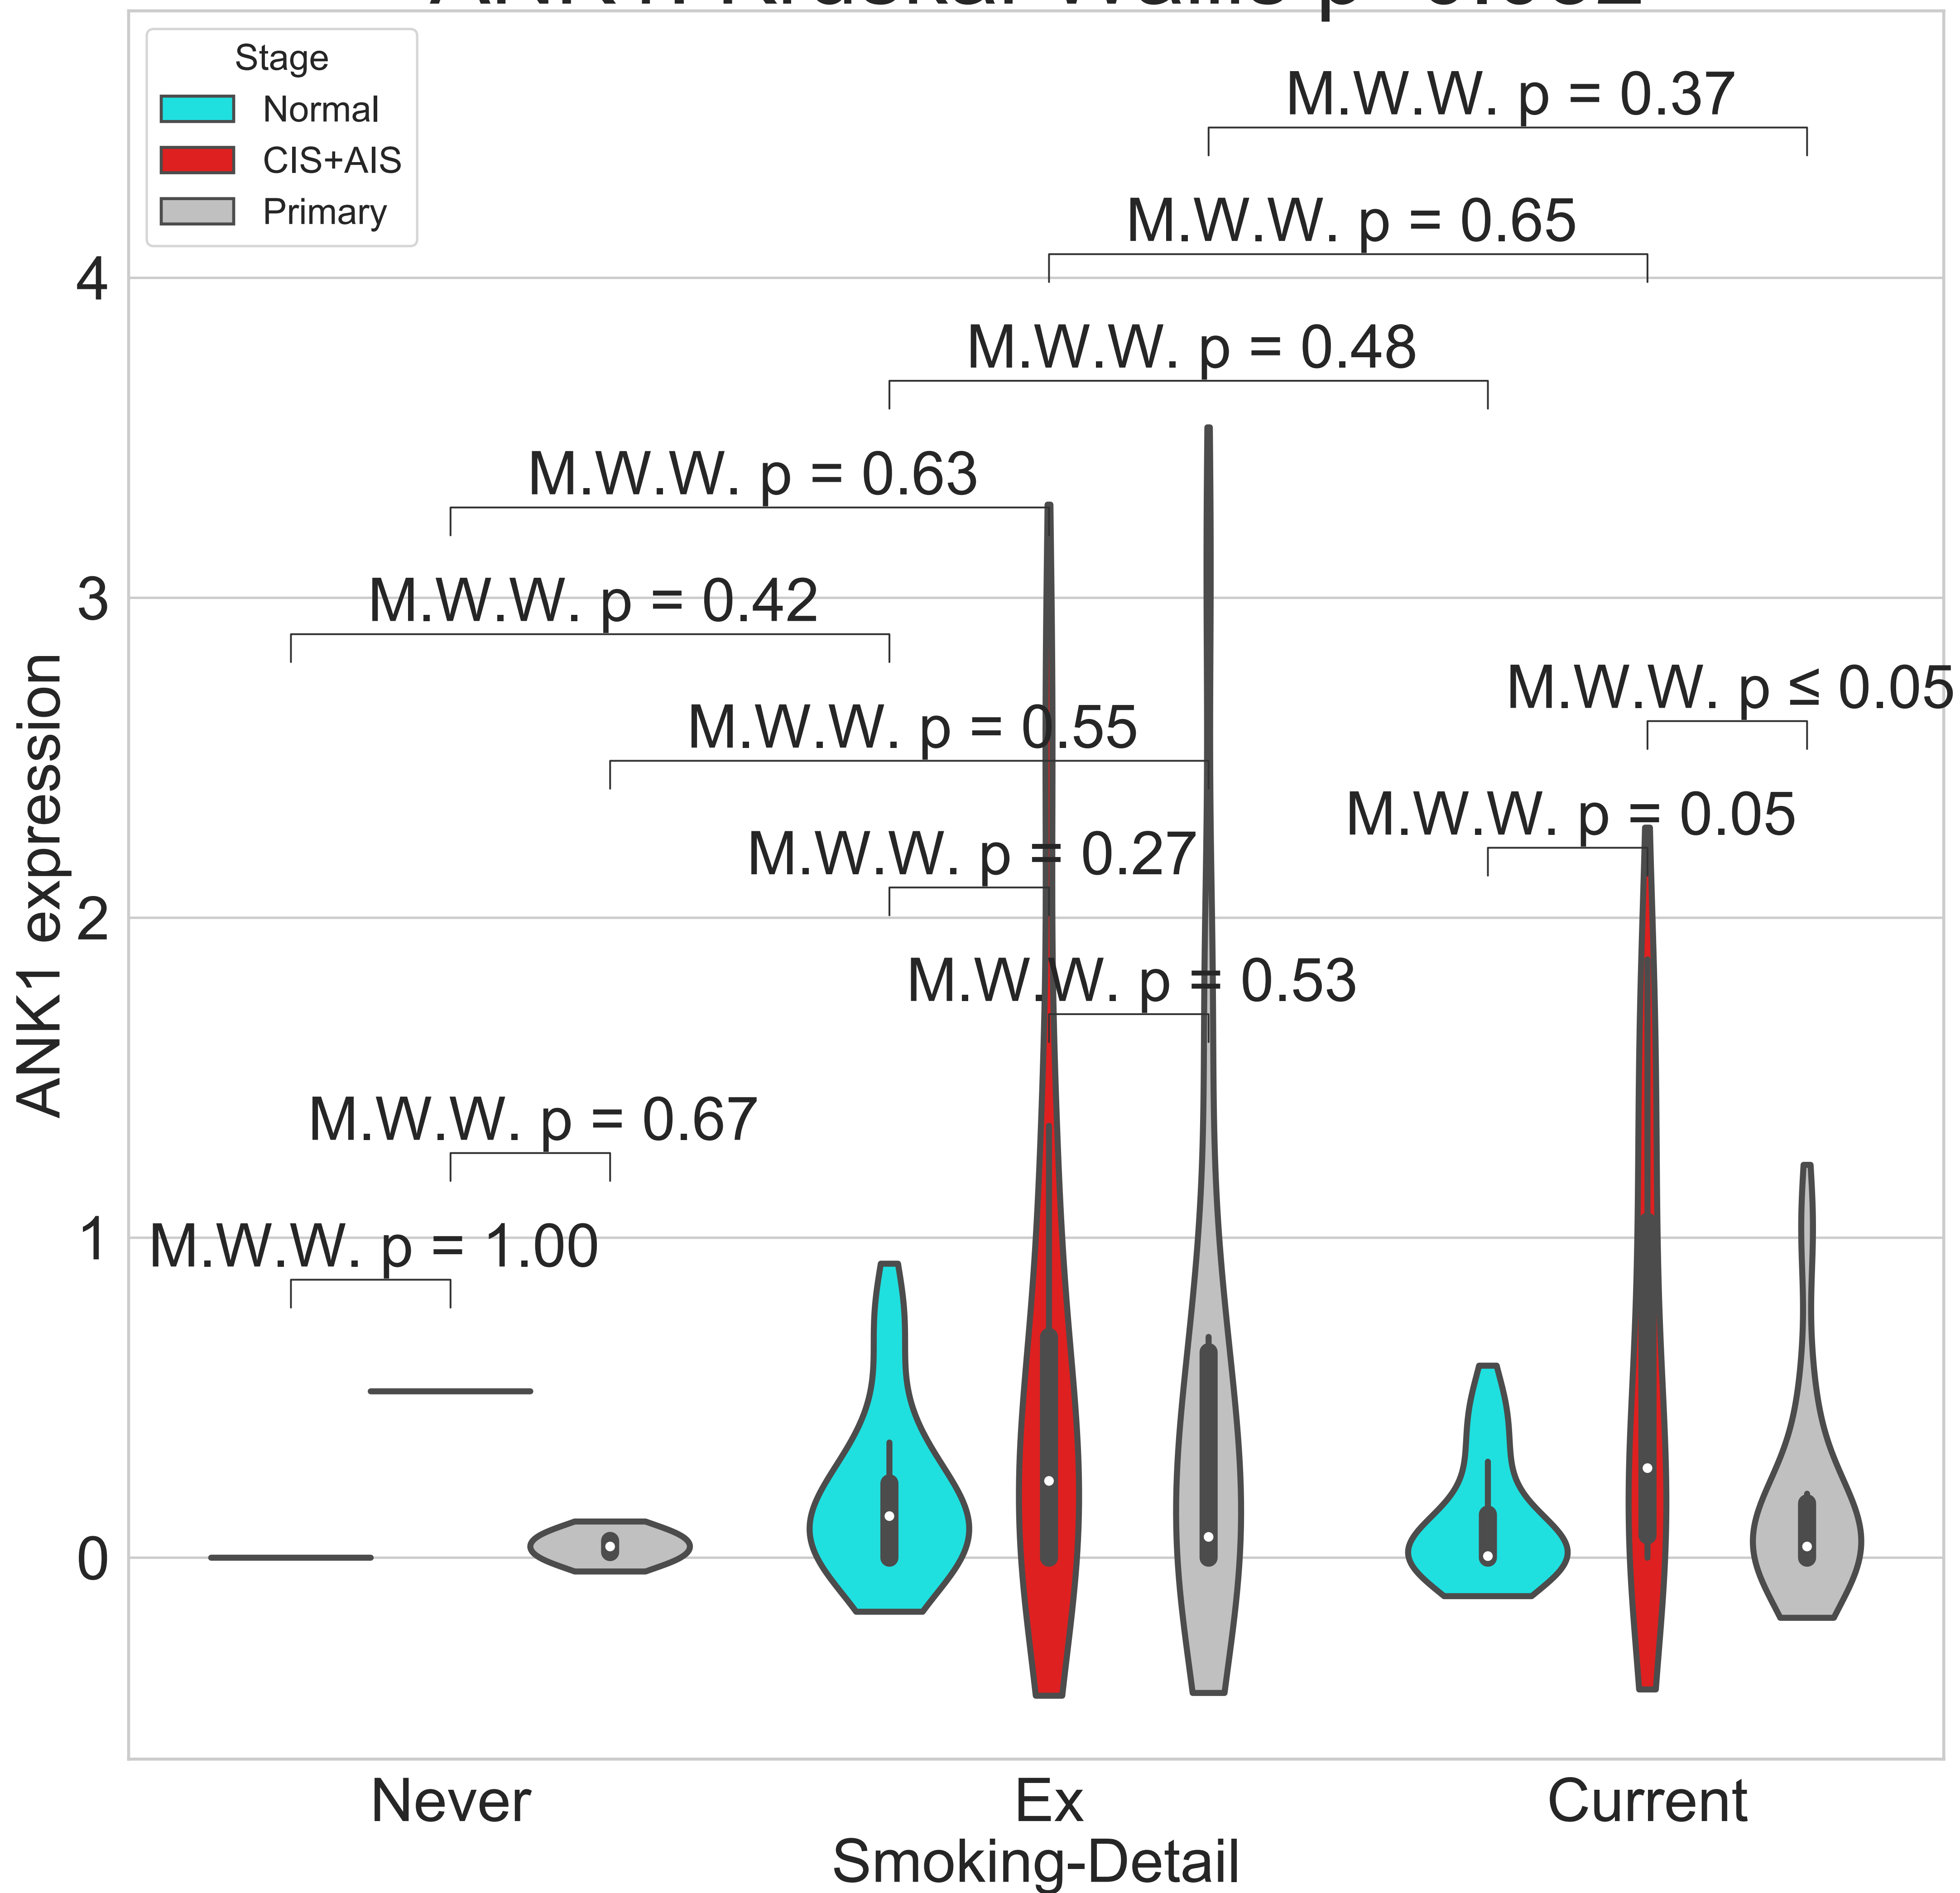 Stage
Normal
CIS+AIS
Primary
M.W.W. p = 0.37
M.W.W. p = 0.65
M.W.W. p = 0.48
M.W.W. p = 0.63
M.W.W. p = 0.42
M.W.W. p ≤ 0.05
M.W.W. p = 0.55
M.W.W. p = 0.05
M.W.W. p = 0.27
M.W.W. p = 0.53
M.W.W. p = 0.67
M.W.W. p = 1.00
4
3
2
1
0
ANK1 expression
Never
Ex
Current
Smoking-Detail